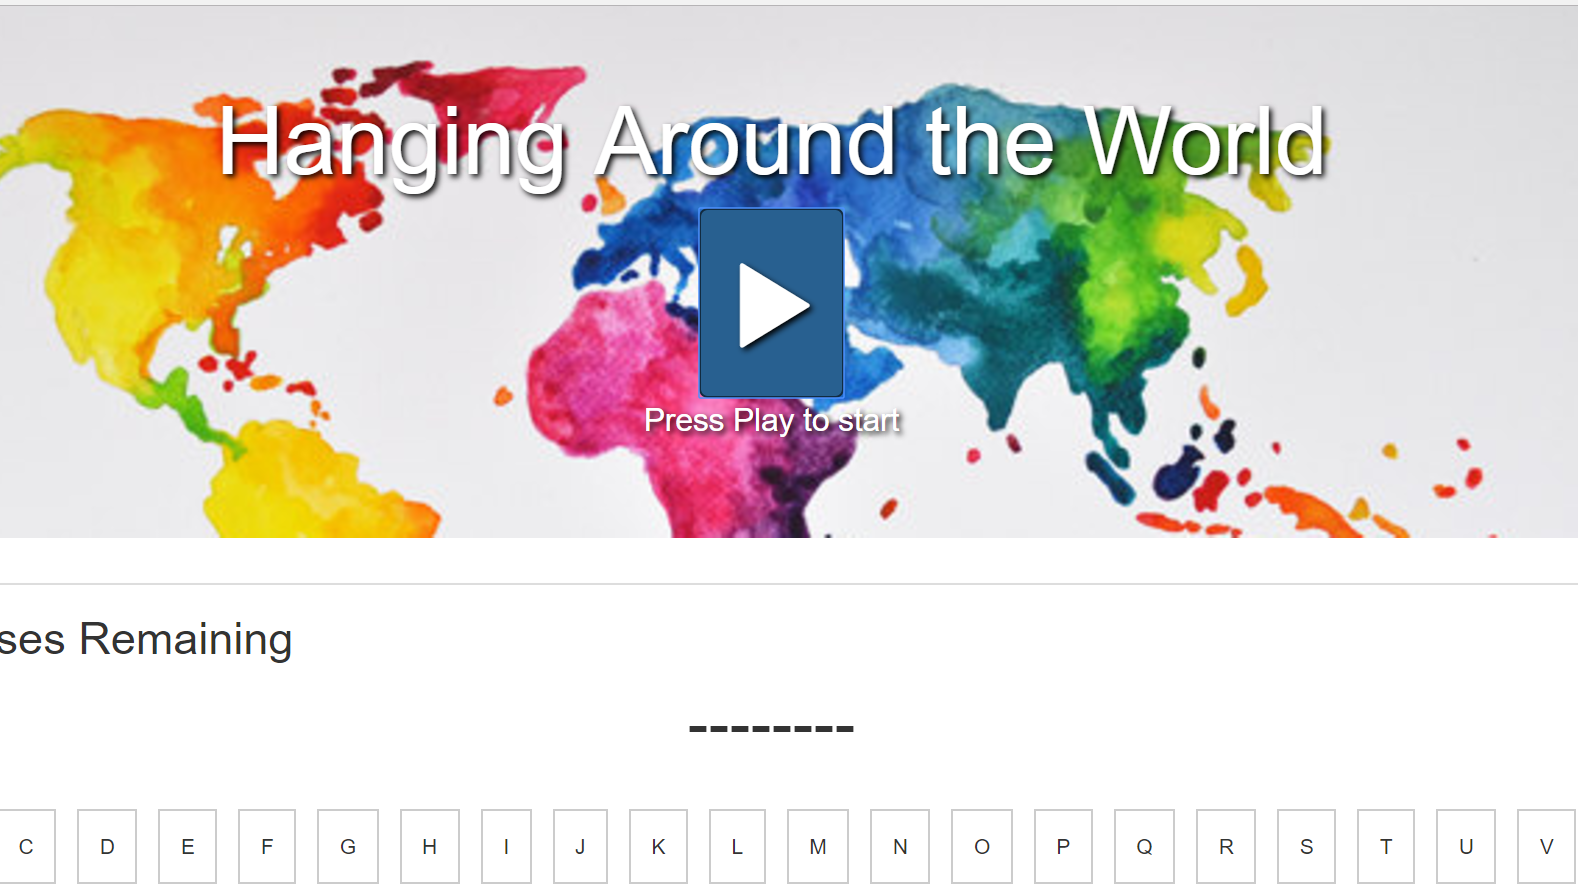 Hanging Around the World
Press Play to start
ses Remaining
--------
C D E F G H I J K L M N O P Q R S T U V